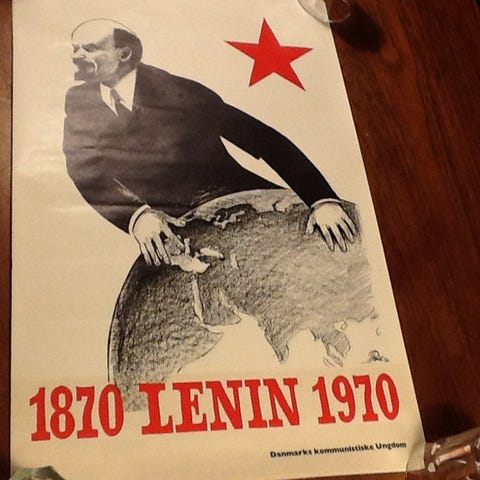 1870 LENIN 1970
Danmarks kommunistiske Ungdom